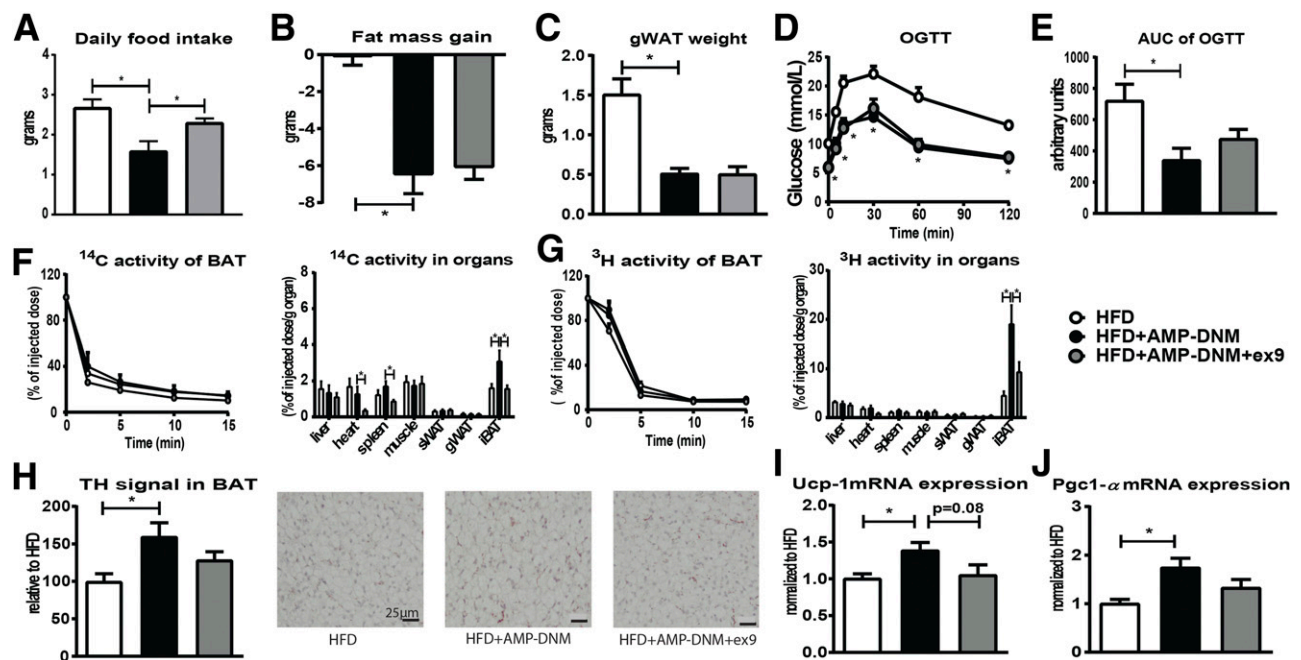 A
Daily food intake
grams
4
3
2
1
0
*
*
B
Fat mass gain
grams
0
-2
-4
-6
-8
*
C
gWAT weight
grams
2.0
1.5
1.0
0.5
0.0
*
D
OGTT
Glucose (mmol/L)
25
20
15
10
5
0
* * * * * *
0 30 60 90 120
Time (min)
E
AUC of OGTT
arbitrary units
1000
800
600
400
200
0
*
F
14C activity of BAT
(% of injected dose)
120
80
40
0
0 5 10 15
Time (min)
14C activity in organs
(% of injected dose/g organ)
6
4
2
0
* * * *
liver heart spleen muscle sWAT gWAT iBAT
G
3H activity of BAT
( %of injected dose)
120
80
40
0
0 5 10 15
Time (min)
3H activity in organs
(% of injected dose/g organ)
30
20
10
0
* *
liver heart spleen muscle sWAT gWAT iBAT
HFD
HFD+AMP-DNM
HFD+AMP-DNM+ex9
H
TH signal in BAT
relative to HFD
200
150
100
50
0
*
25µm
HFD
HFD+AMP-DNM
HFD+AMP-DNM+ex9
I
Ucp-1mRNA expression
normalized to HFD
2.0
1.5
1.0
0.5
0.0
*
p=0.08
J
Pgc1-α mRNA expression
normalized to HFD
3
2
1
0
*